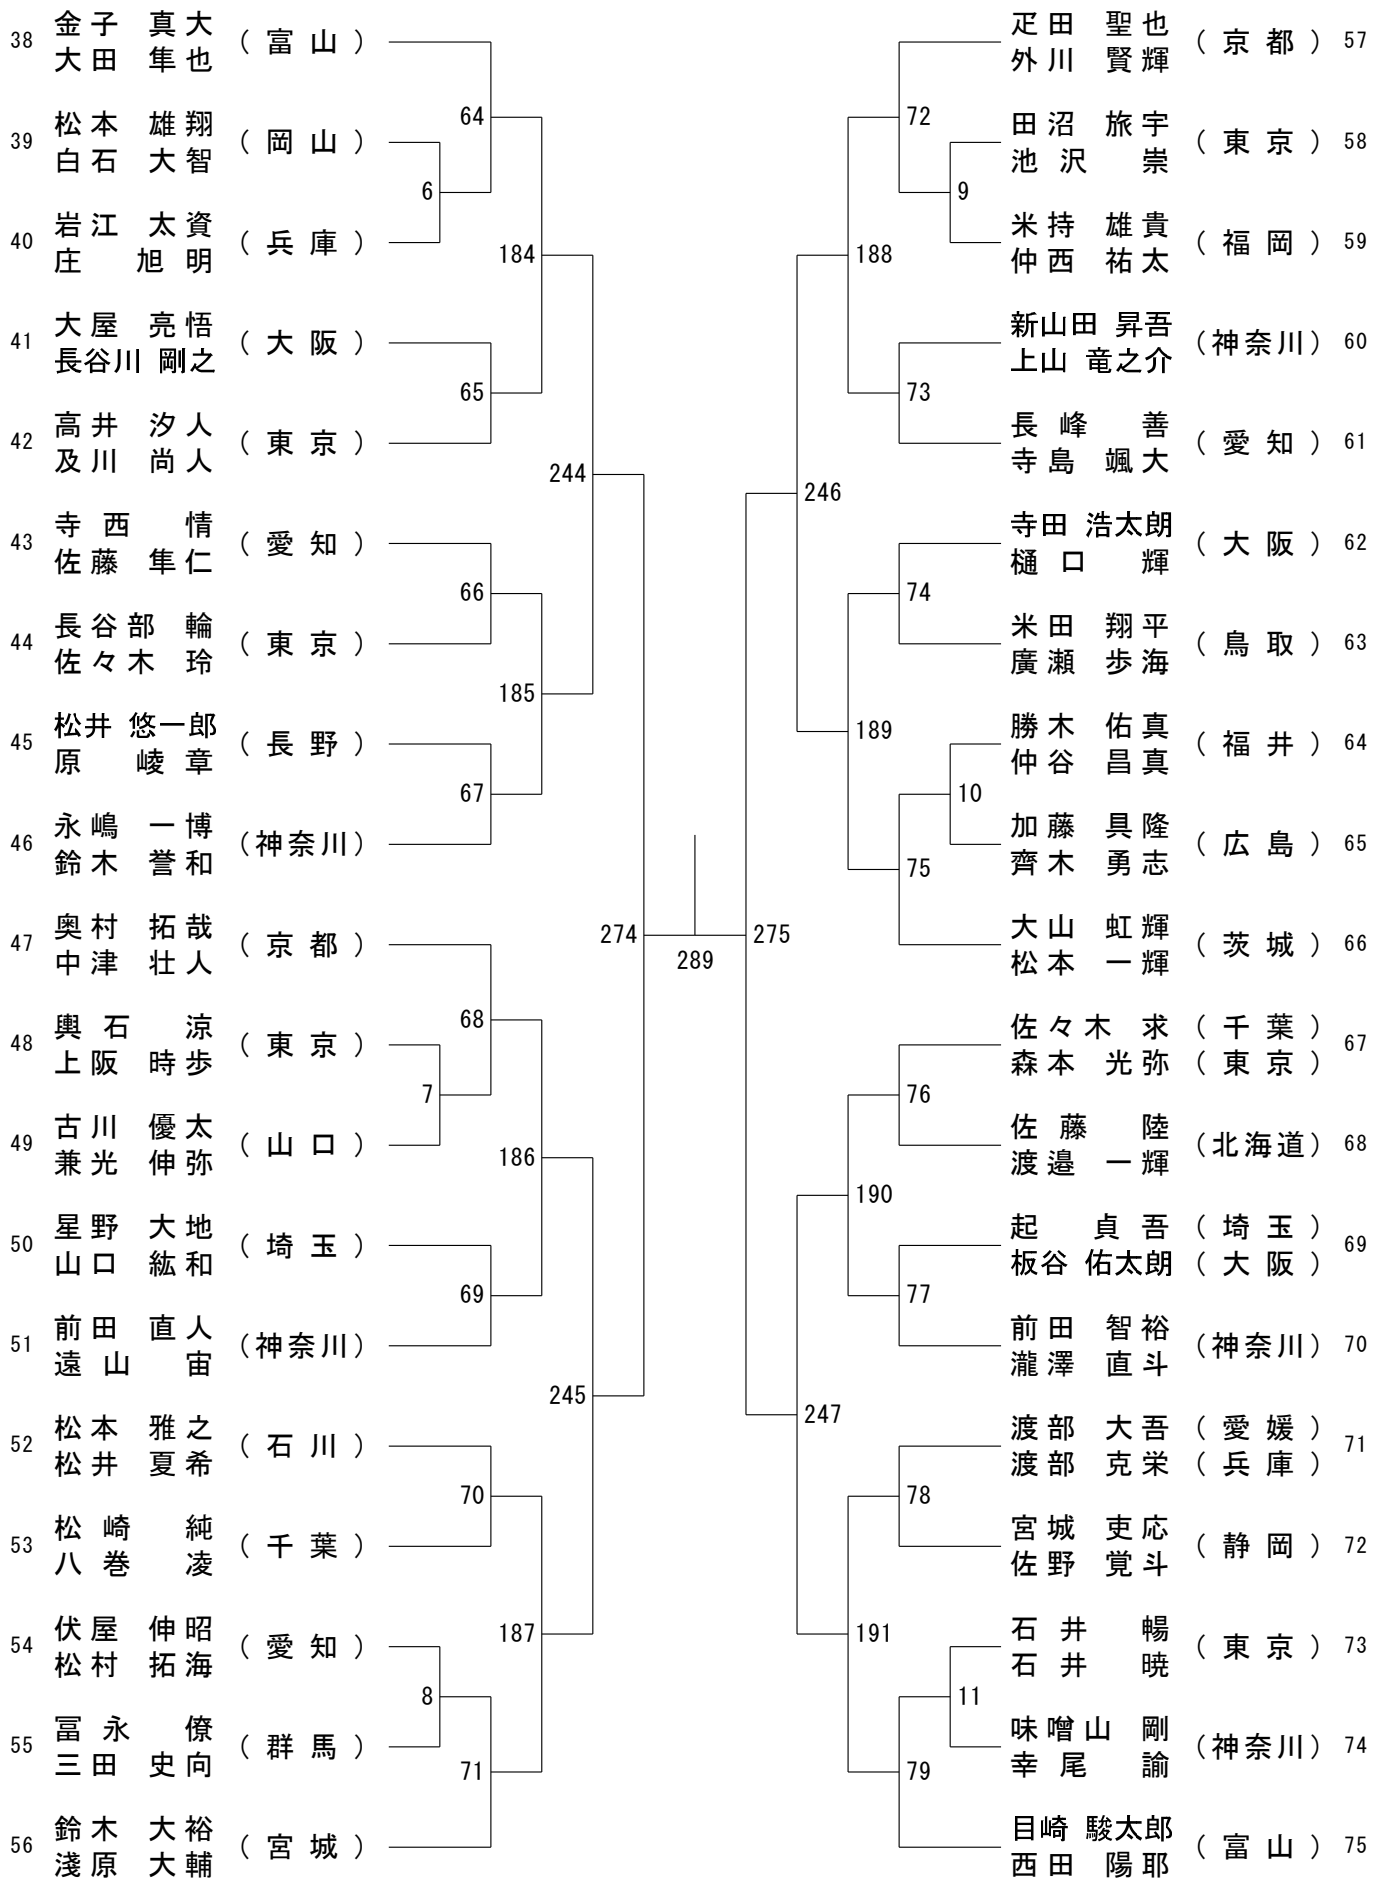 38 金子 真大 (富山)
大田 隼也
64
39 松本 雄翔 (岡山)
白石 大智
6
40 岩江 太資 (兵庫)
庄 旭明
184
41 大屋 亮悟 (大阪)
長谷川 剛之
65
42 高井 汐人 (東京)
及川 尚人
244
43 寺西 情 (愛知)
佐藤 隼仁
66
44 長谷部 輪 (東京)
佐々木 玲
185
45 松井 悠一郎 (長野)
原 崚章
67
46 永嶋 一博 (神奈川)
鈴木 誉和
47 奥村 拓哉 (京都)
中津 壮人
274
289
68
48 輿石 涼 (東京)
上阪 時歩
7
49 古川 優太 (山口)
兼光 伸弥
186
50 星野 大地 (埼玉)
山口 紘和
69
51 前田 直人 (神奈川)
遠山 宙
245
52 松本 雅之 (石川)
松井 夏希
70
53 松崎 純 (千葉)
八巻 凌
187
54 伏屋 伸昭 (愛知)
松村 拓海
8
55 冨永 僚 (群馬)
三田 史向
71
56 鈴木 大裕 (宮城)
淺原 大輔
疋田 聖也 (京都) 57
外川 賢輝
72
田沼 旅宇 (東京) 58
池沢 崇
9
米持 雄貴 (福岡) 59
仲西 祐太
188
新山田 昇吾 (神奈川) 60
上山 竜之介
73
長峰 善 (愛知) 61
寺島 颯大
246
寺田 浩太朗 (大阪) 62
樋口 輝
74
米田 翔平 (鳥取) 63
廣瀬 歩海
189
勝木 佑真 (福井) 64
仲谷 昌真
10
加藤 具隆 (広島) 65
齊木 勇志
75
大山 虹輝 (茨城) 66
松本 一輝
275
佐々木 求 (千葉) 67
森本 光弥 (東京)
76
佐藤 陸 (北海道) 68
渡邉 一輝
190
起 貞吾 (埼玉) 69
板谷 佑太朗 (大阪)
77
前田 智裕 (神奈川) 70
瀧澤 直斗
247
渡部 大吾 (愛媛) 71
渡部 克栄 (兵庫)
78
宮城 吏応 (静岡) 72
佐野 覚斗
191
石井 暢 (東京) 73
石井 暁
11
味噌山 剛 (神奈川) 74
幸尾 諭
79
目崎 駿太郎 (富山) 75
西田 陽耶